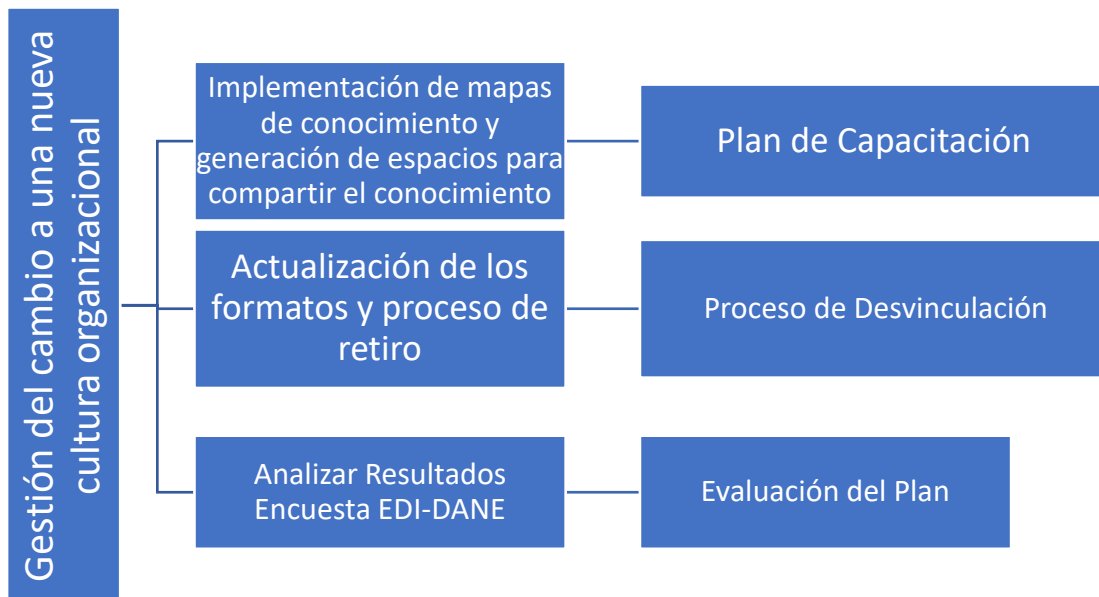 Gestión del cambio a una nueva
cultura organizacional
Implementación de mapas
de conocimiento y
generación de espacios para
compartir el conocimiento
Plan de Capacitación
Actualización de los
formatos y proceso de
retiro
Proceso de Desvinculación
Analizar Resultados
Encuesta EDI-DANE
Evaluación del Plan